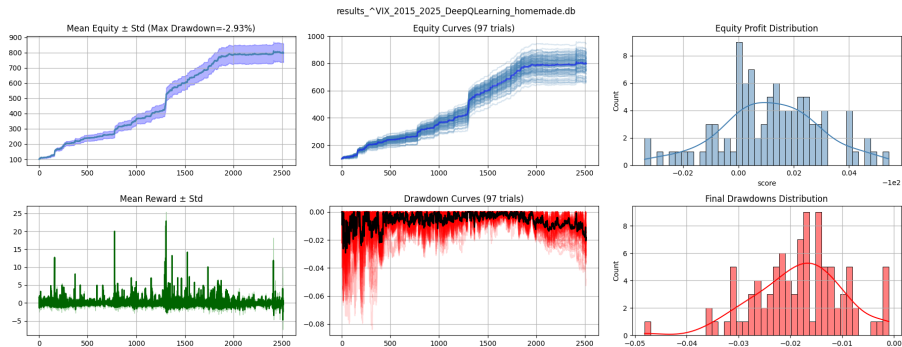 results_^VIX_2015_2025_DeepQLearning_homemade.db
Mean Equity ± Std (Max Drawdown=-2.93%)
900
800
700
600
500
400
300
200
100
0 500 1000 1500 2000 2500
Equity Curves (97 trials)
1000
800
600
400
200
0 500 1000 1500 2000 2500
Equity Profit Distribution
Count
8
6
4
2
0
−0.02 0.00 0.02 0.04
score
−1e2
Mean Reward ± Std
25
20
15
10
5
0
−5
0 500 1000 1500 2000 2500
Drawdown Curves (97 trials)
0.00
−0.02
−0.04
−0.06
−0.08
0 500 1000 1500 2000 2500
Final Drawdowns Distribution
Count
8
6
4
2
0
−0.05 −0.04 −0.03 −0.02 −0.01 0.00